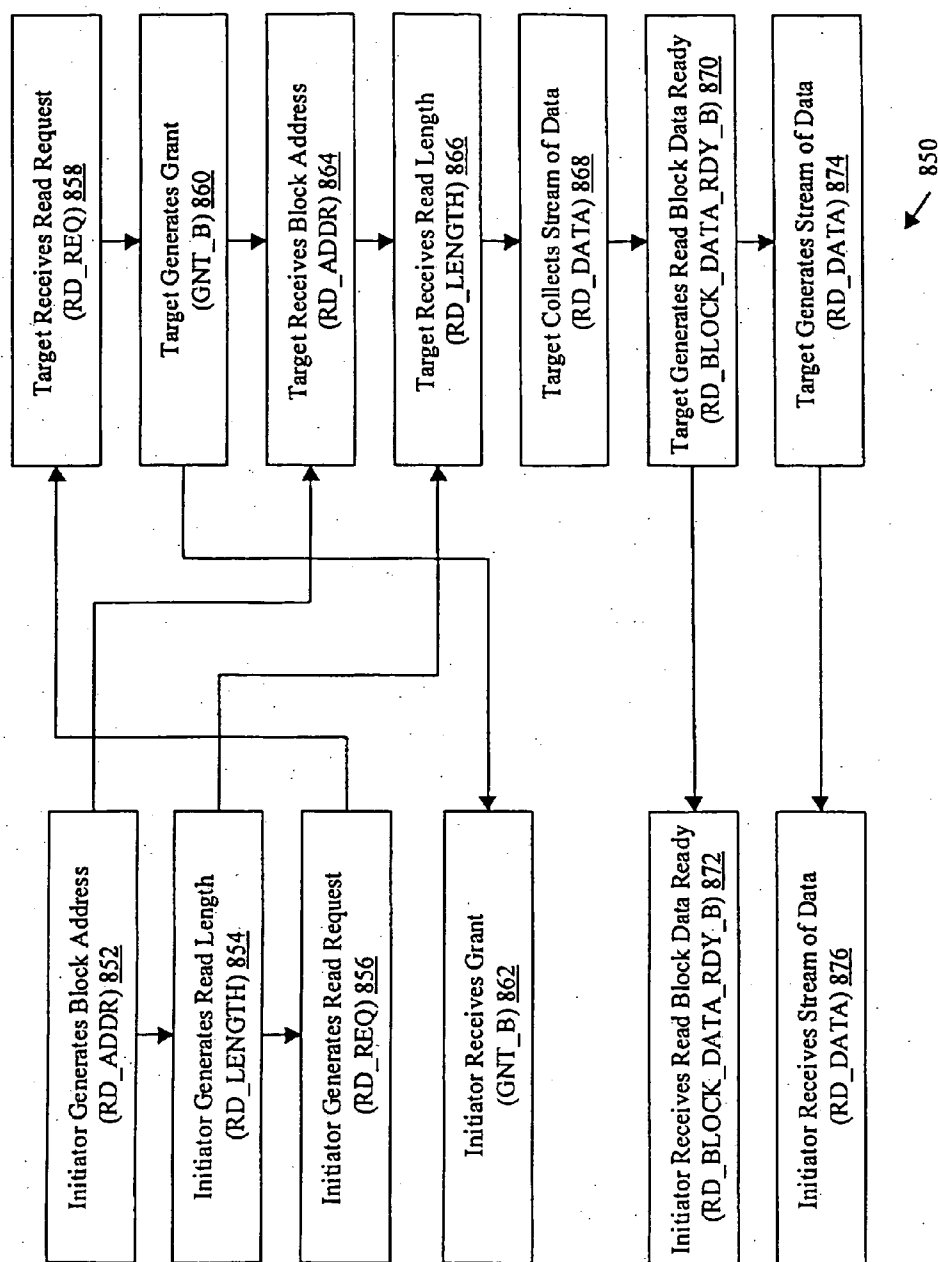 Initiator Generates Block Address
(RD_ADDR) 852
Initiator Generates Read Length
(RD_LENGTH) 854
Initiator Generates Read Request
(RD_REQ) 856
Initiator Receives Grant
(GNT_B) 862
Initiator Receives Read Block Data Ready
(RD_BLOCK_DATA_RDY_B) 872
Initiator Receives Stream of Data
(RD_DATA) 876
Target Receives Read Request
(RD_REQ) 858
Target Generates Grant
(GNT_B) 860
Target Receives Block Address
(RD_ADDR) 864
Target Receives Read Length
(RD_LENGTH) 866
Target Collects Stream of Data
(RD_DATA) 868
Target Generates Read Block Data Ready
(RD_BLOCK_DATA_RDY_B) 870
Target Generates Stream of Data
(RD_DATA) 874
850